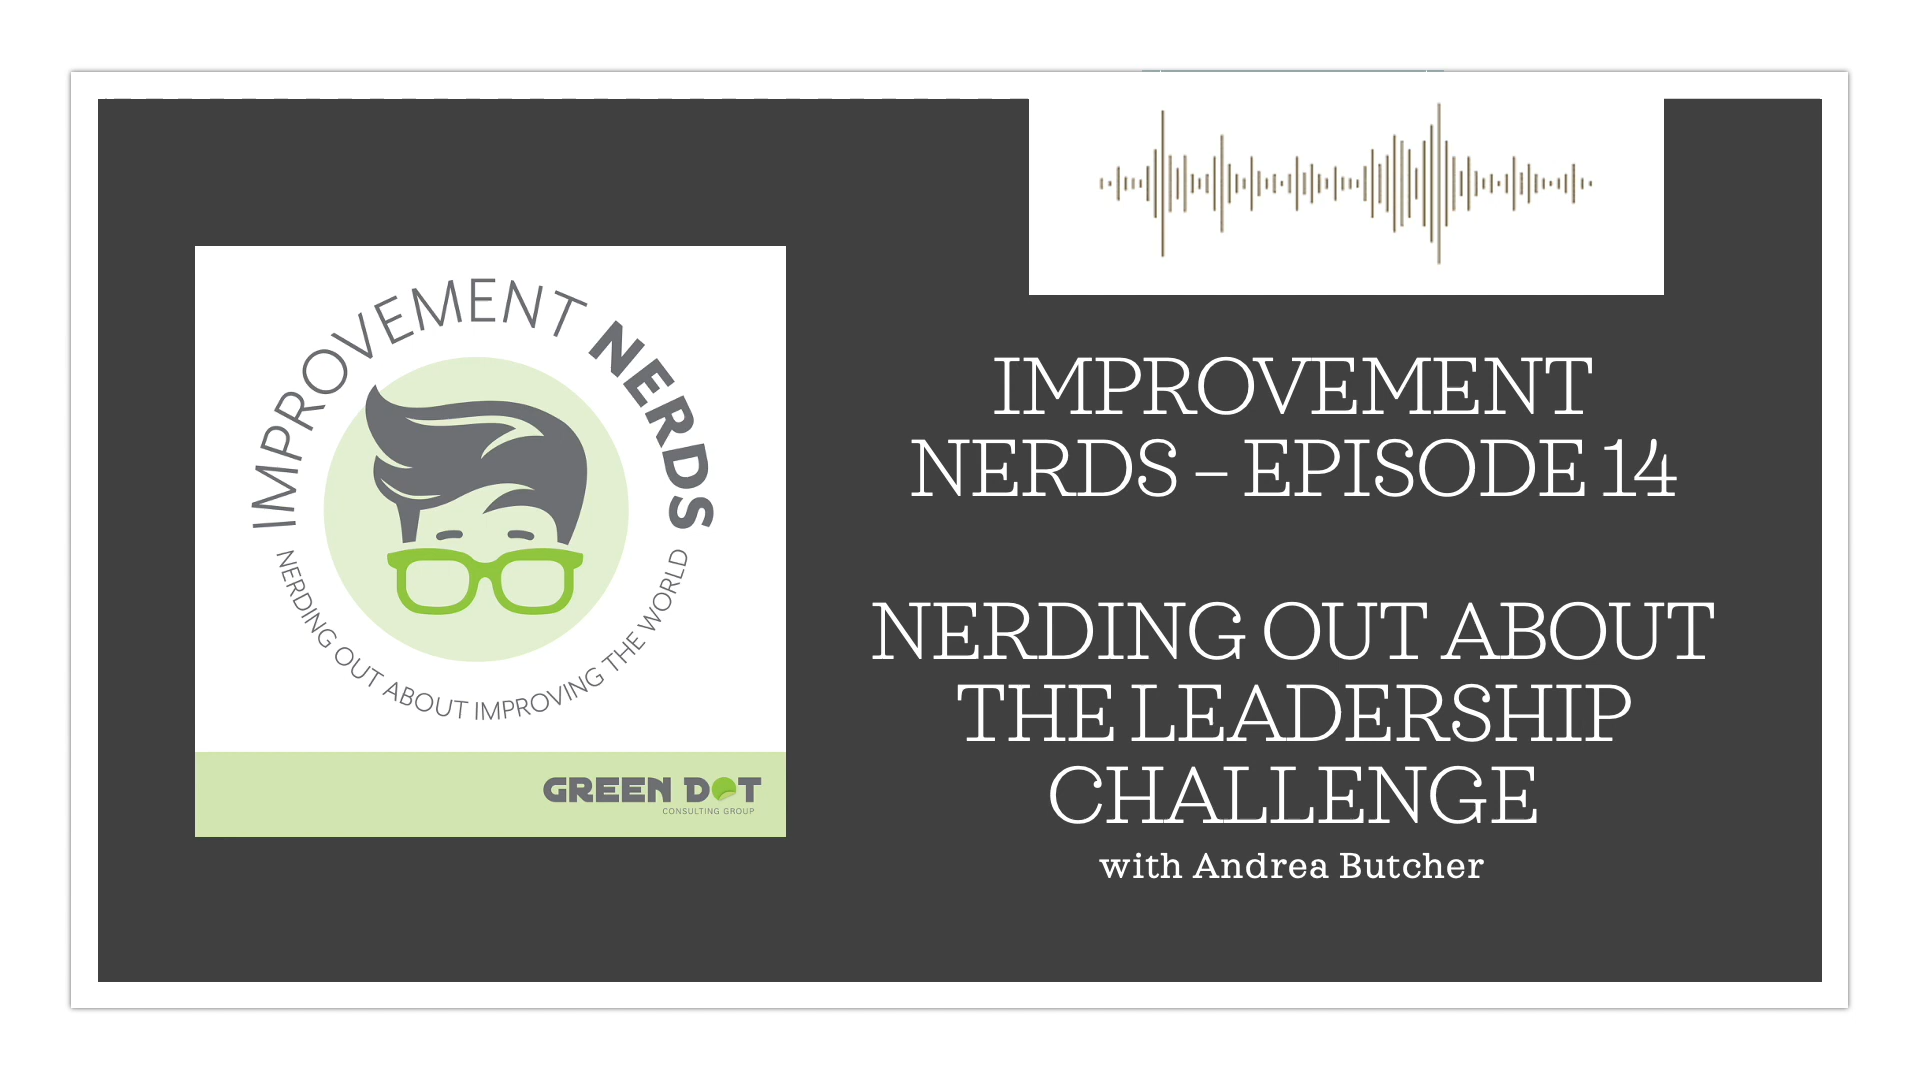 IMPROVEMENT NERDS
NERDING OUT ABOUT IMPROVING THE WORLD
GREEN DOT
CONSULTING GROUP
IMPROVEMENT
NERDS – EPISODE 14
NERDING OUT ABOUT
THE LEADERSHIP
CHALLENGE
with Andrea Butcher